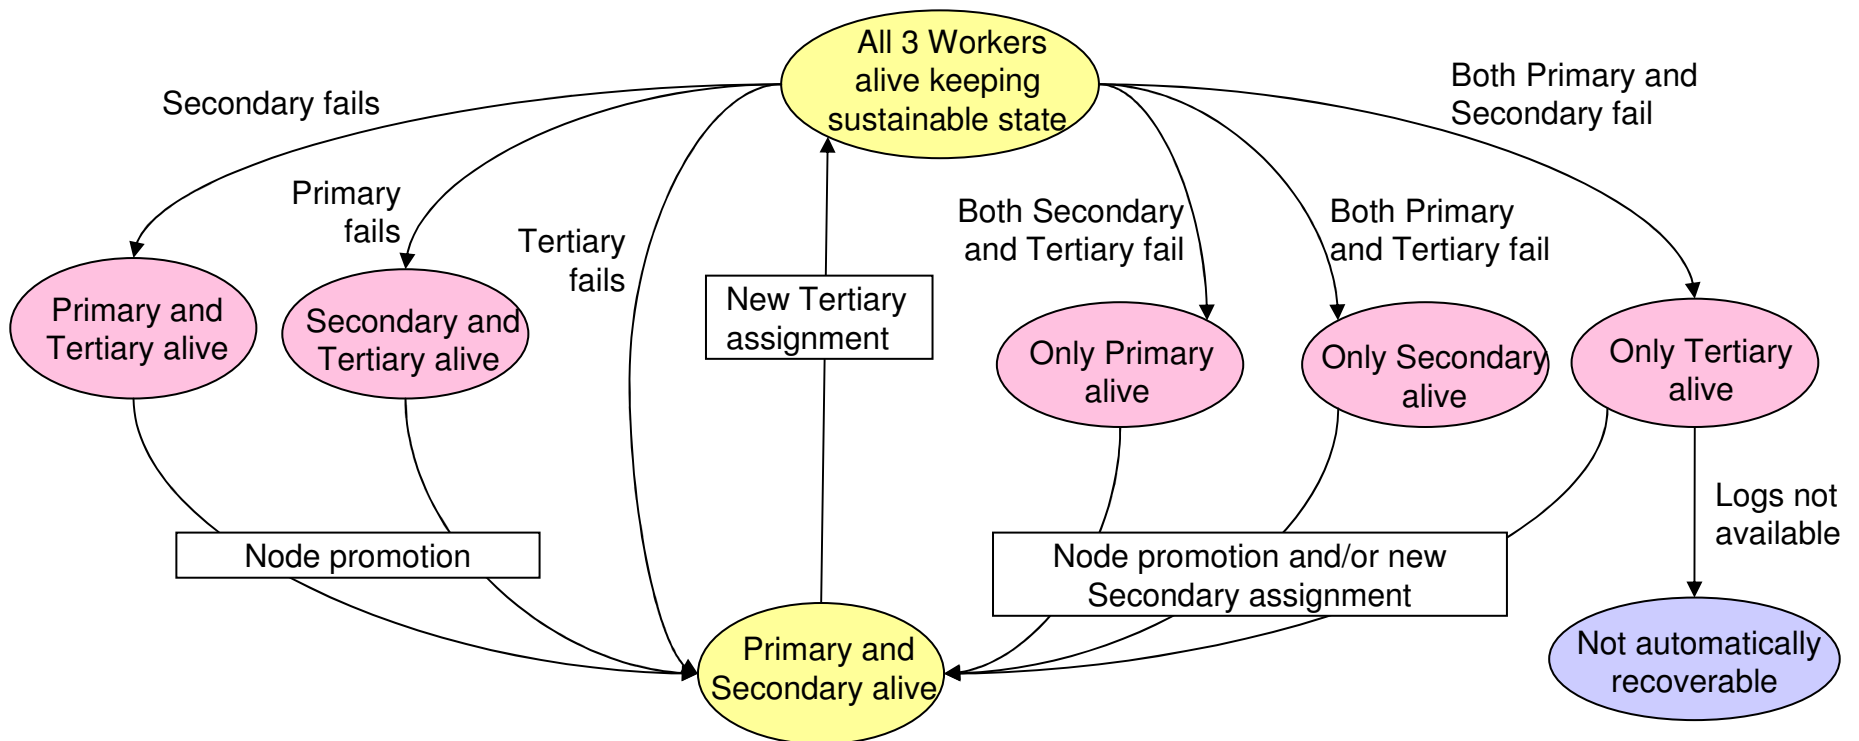 All 3 Workers
alive keeping
sustainable state
Secondary fails
Primary
fails
Tertiary
fails
Both Secondary
and Tertiary fail
Both Primary
and Tertiary fail
Both Primary and
Secondary fail
Primary and
Tertiary alive
Secondary and
Tertiary alive
New Tertiary
assignment
Only Primary
alive
Only Secondary
alive
Only Tertiary
alive
Node promotion
Node promotion and/or new
Secondary assignment
Logs not
available
Primary and
Secondary alive
Not automatically
recoverable